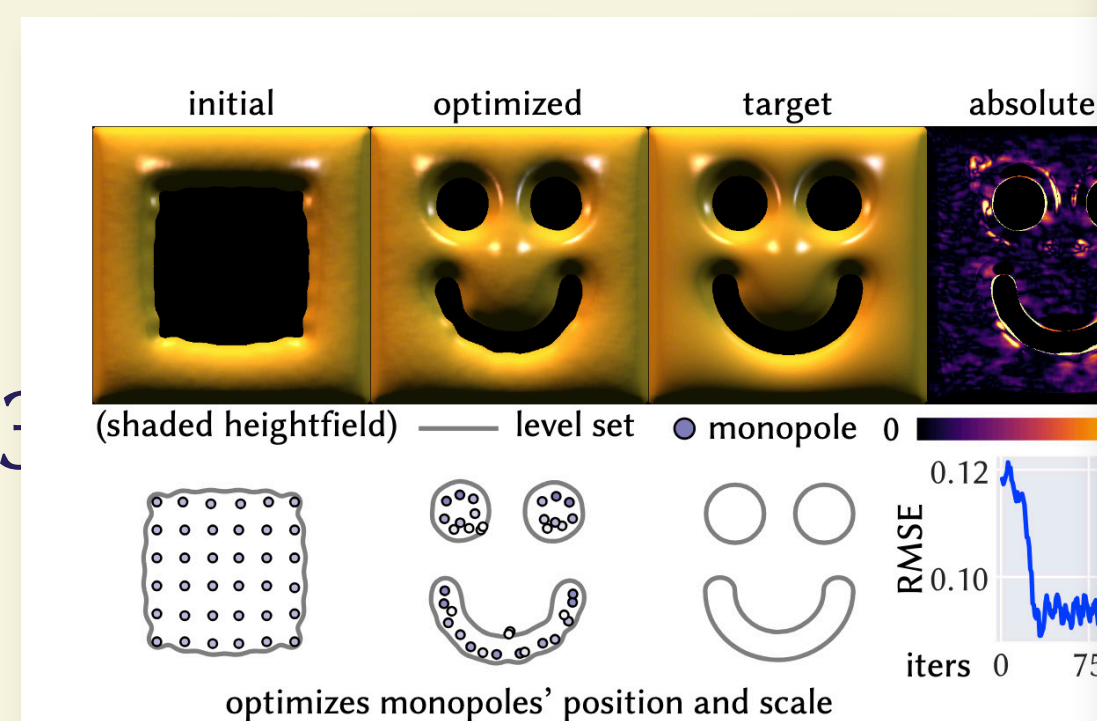 initial optimized target absolute
(shaded heightfield) level set monopole 0
0.12
RMSE
0.10
iters 0
optimizes monopoles' position and scale